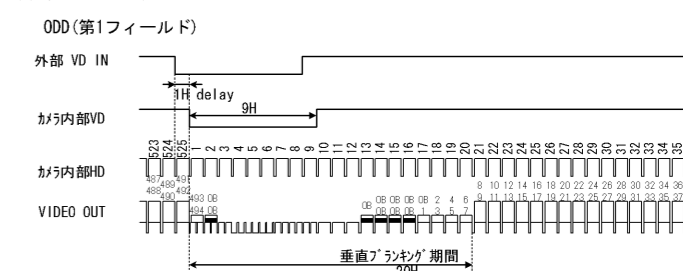 ODD(第1フィールド)
外部 VD IN
1H delay
9H
カメラ内部VD
523 524 525 1 2 3 4 5 6 7 8 9 10 11 12 13 14 15 16 17 18 19 20 21 22 23 24 25 26 27 28 29 30 31 32 33 34 35
カメラ内部HD
487 489 491 493 OB OB OB OB OB OB 2 4 6 8 10 12 14 16 18 20 22 24 26 28 30 32 34 36
488 490 492 494 OB OB OB OB 1 3 5 7 9 11 13 15 17 19 21 23 25 27 29 31 33 35 37
VIDEO OUT
垂直ブランキング期間
20H